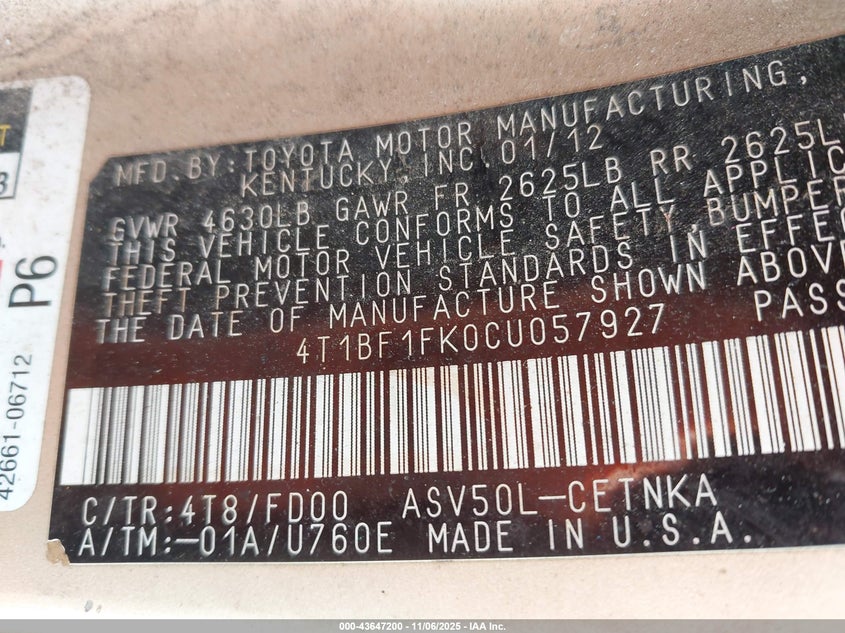 MFD.BY:TOYOTA MOTOR MANUFACTURING,
KENTUCKY,INC.01/12
GVWR 4630LB GAWR FR 2625LB RR 2625L
THIS VEHICLE CONFORMS TO ALL APPLIC
FEDERAL MOTOR VEHICLE SAFETY,BUMPER
THEFT PREVENTION STANDARDS IN EFFEC
THE DATE OF MANUFACTURE SHOWN ABOVE
4T1BF1FK0CU057927 PASS
C/TR:4T8/FD00 ASV50L-CETNKA
A/TM:-01A/U760E MADE IN U.S.A.
P6
42661-06712
000-43647200 - 11/06/2025 - IAA Inc.